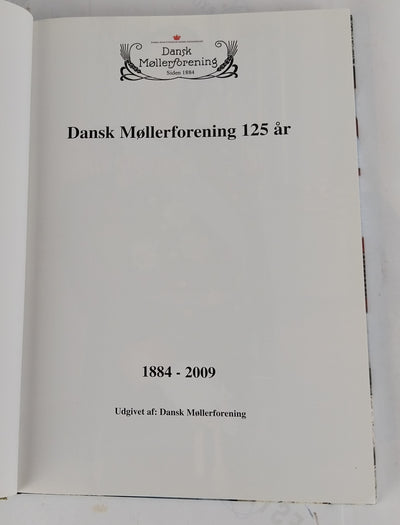 Dansk
Møllerforening
Siden 1884
Dansk Møllerforening 125 år
1884 - 2009
Udgivet af: Dansk Møllerforening